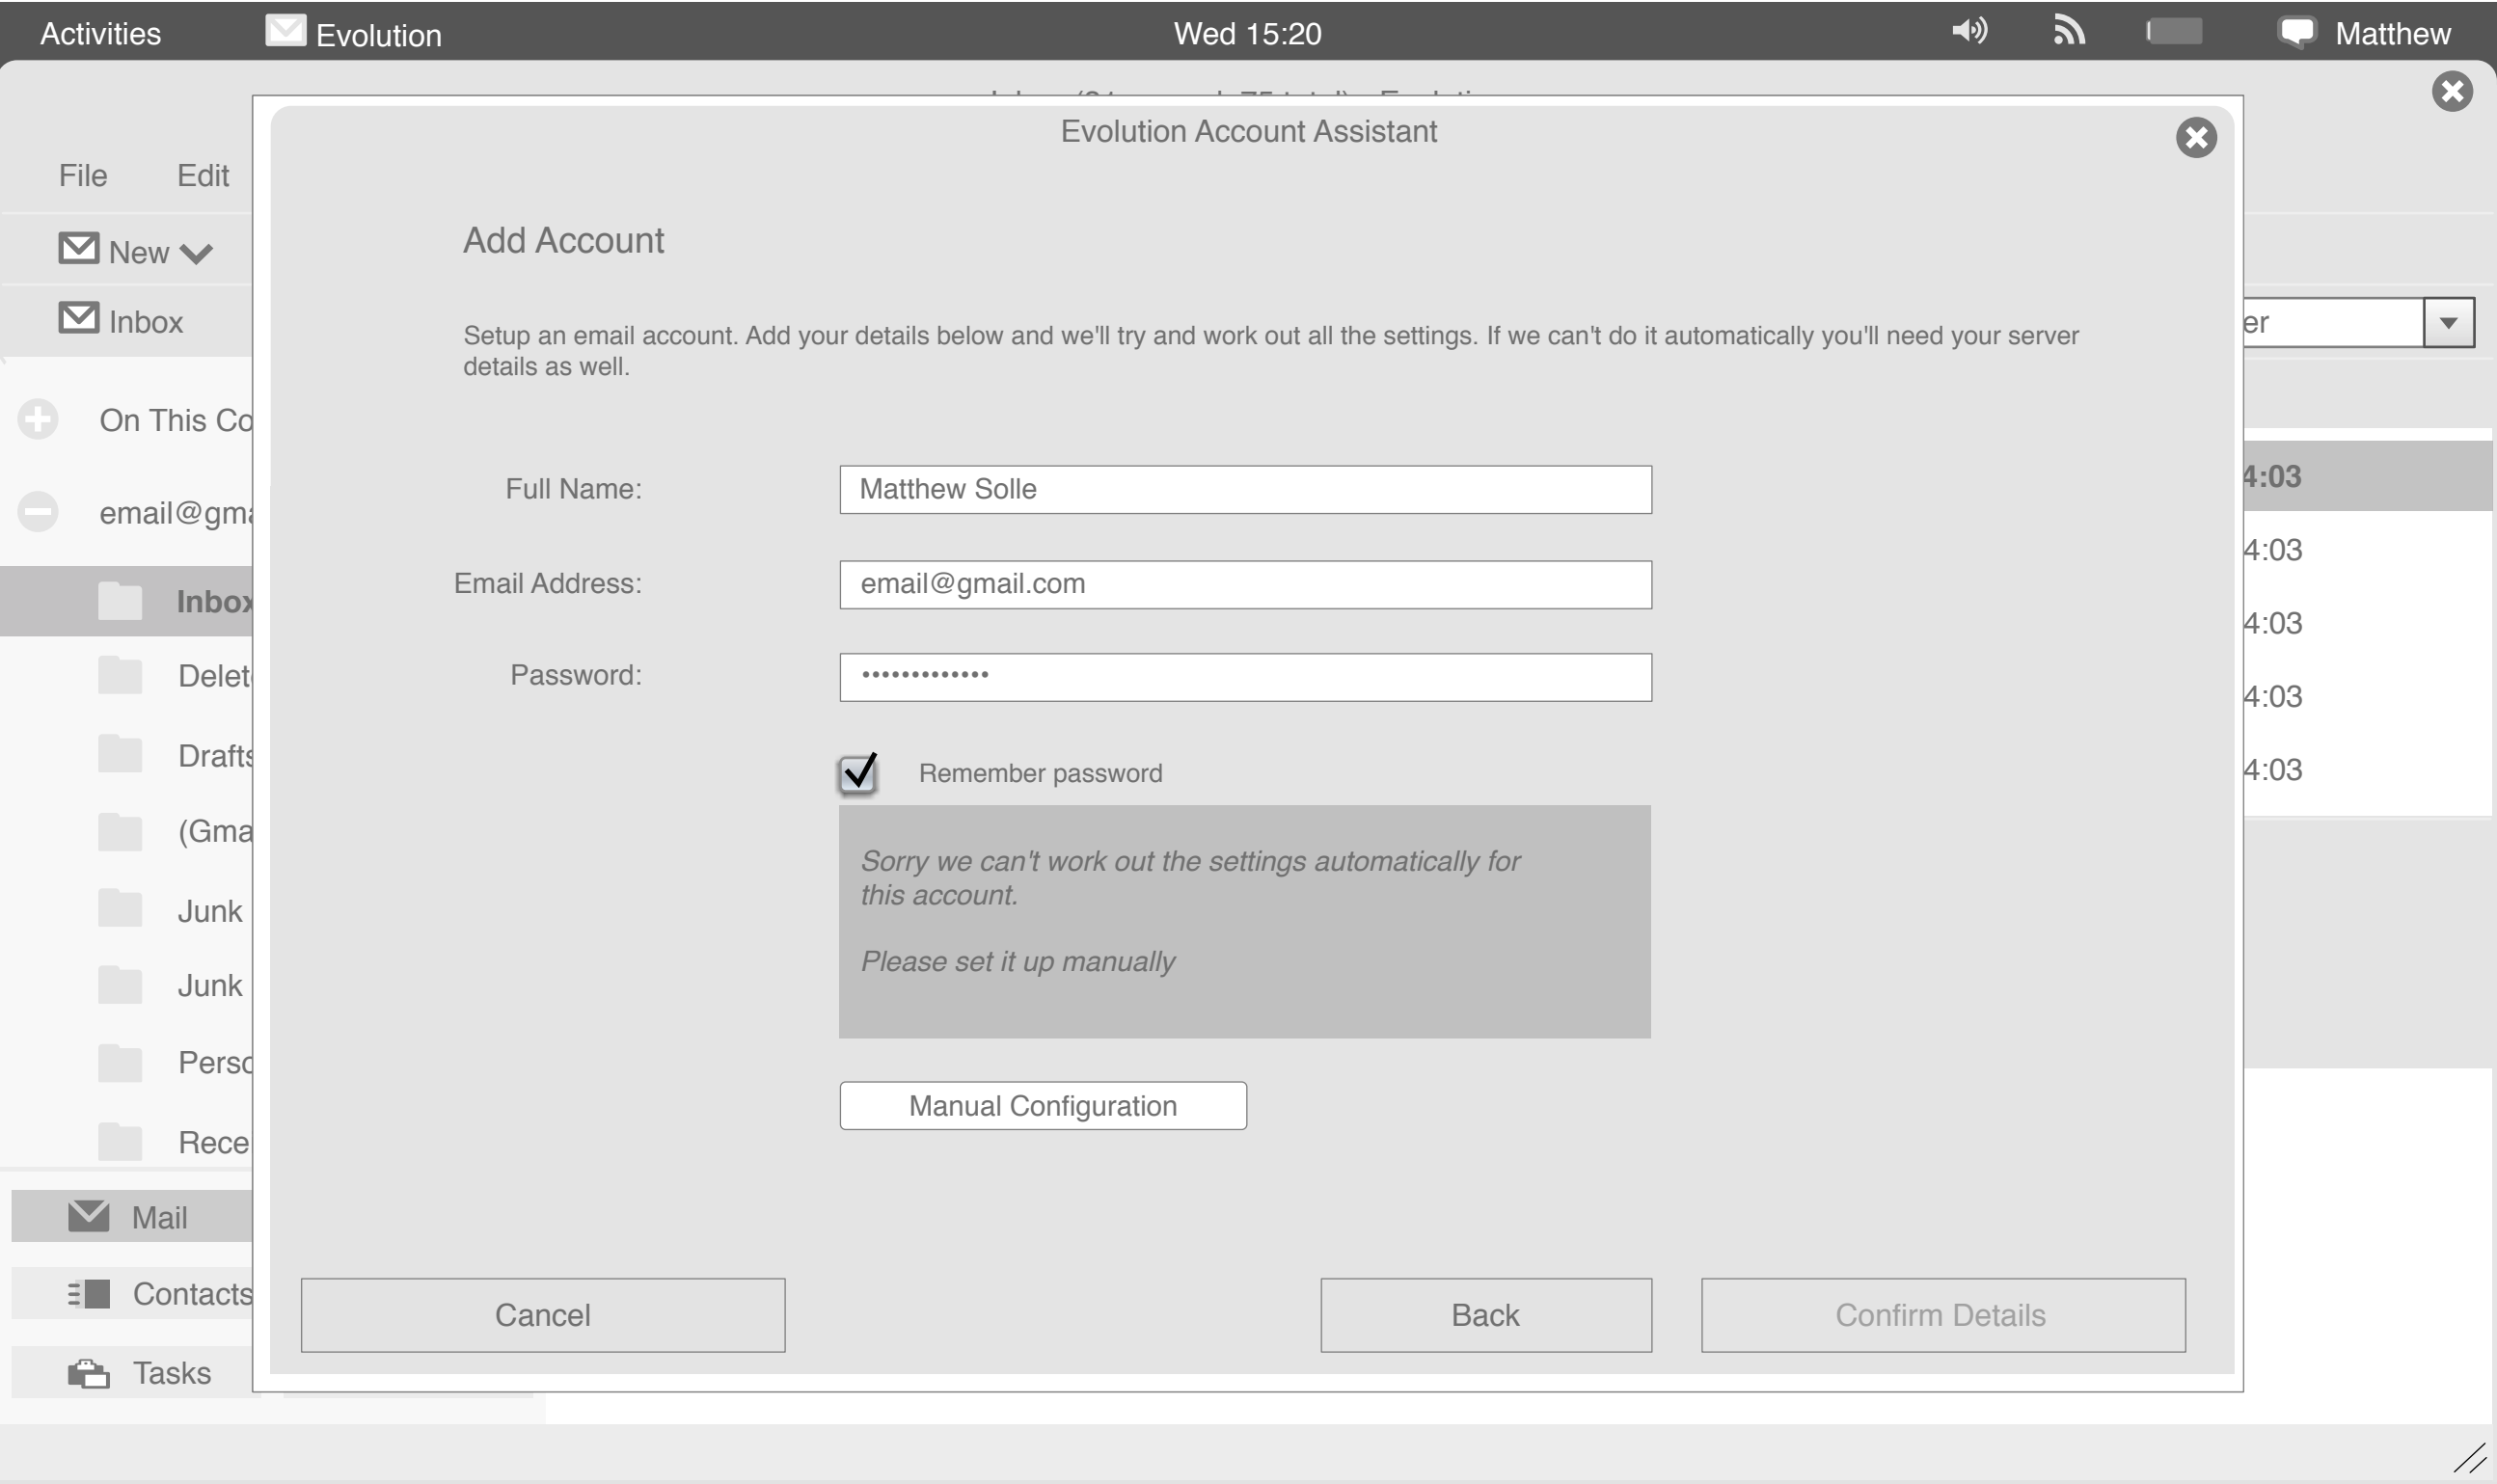 Activities Evolution Wed 15:20 Matthew
Evolution Account Assistant
File Edit
Add Account
New
Inbox
Setup an email account. Add your details below and we'll try and work out all the settings. If we can't do it automatically you'll need your server
details as well.
er
On This Co
4:03
Full Name: Matthew Solle
email@gma
4:03
Email Address: email@gmail.com
Inbox
4:03
Delet
Password: •••••••••••••
4:03
Drafts
Remember password
4:03
(Gma
Sorry we can't work out the settings automatically for
this account.
Junk
Please set it up manually
Junk
Perso
Manual Configuration
Rece
Mail
Contacts
Cancel Back Confirm Details
Tasks